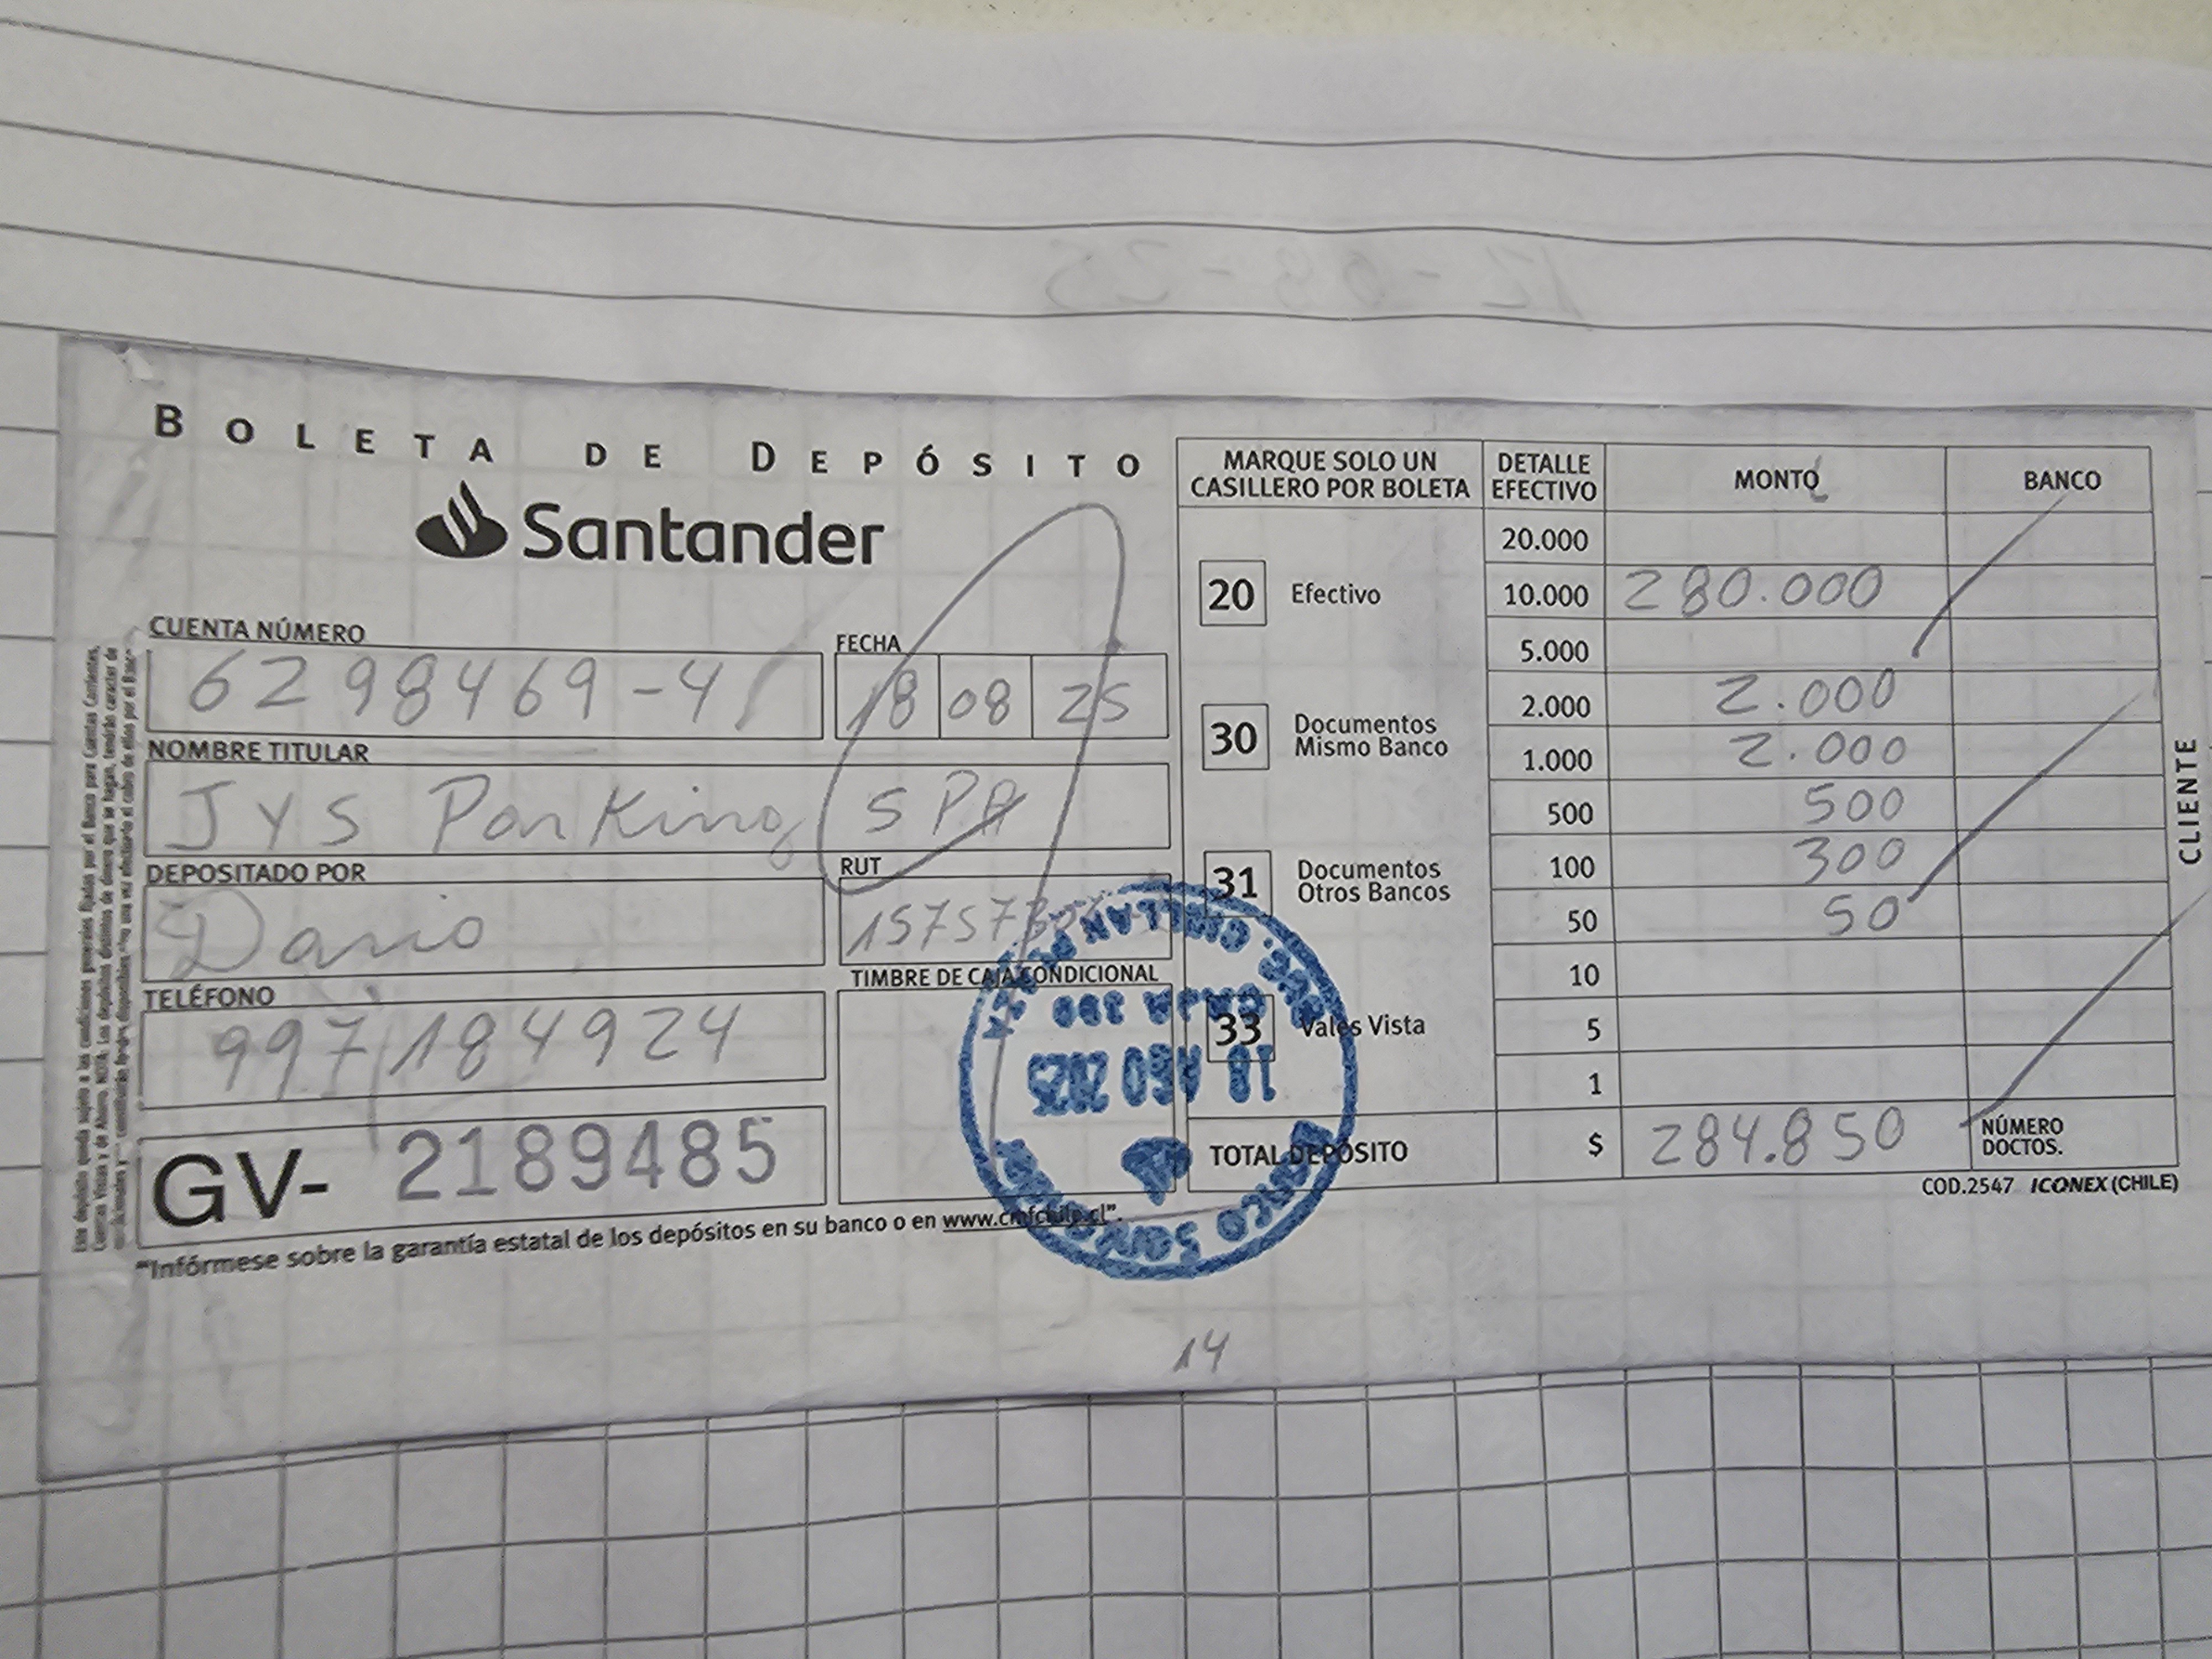 12-08-25
BOLETA DE DEPÓSITO
Santander
CUENTA NÚMERO
6298469-4
FECHA
18 08 25
NOMBRE TITULAR
JYS Parking SPA
DEPOSITADO POR
Dario
RUT
TELÉFONO
997184924
TIMBRE DE CAJA CONDICIONAL
GV- 2189485
"Infórmese sobre la garantía estatal de los depósitos en su banco o en www.cmfchile.cl".
MARQUE SOLO UN
CASILLERO POR BOLETA
20 Efectivo
30 Documentos
Mismo Banco
31 Documentos
Otros Bancos
33 Vales Vista
TOTAL DEPÓSITO
DETALLE EFECTIVO MONTO BANCO
20.000
10.000 280.000
5.000
2.000 2.000
1.000 2.000
500 500
100 300
50 50
10
5
1
$ 284.850
NÚMERO
DOCTOS.
COD.2547 ICONEX (CHILE)
CLIENTE
CAJA 300
18 AGO 2025
BANCO
14